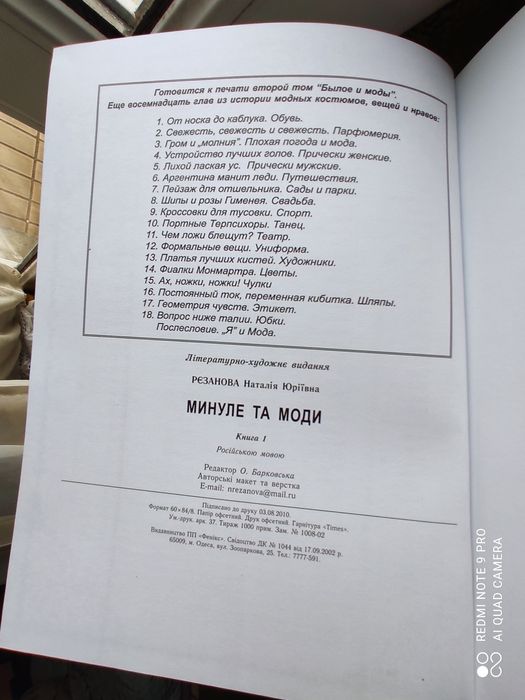 Готовится к печати второй том "Былое и моды".
Еще восемнадцать глав из истории модных костюмов, вещей и нравов:
1. От носка до каблука. Обувь.
2. Свежесть, свежесть и свежесть. Парфюмерия.
3. Гром и „молния". Плохая погода и мода.
4. Устройство лучших голов. Прически женские.
5. Лихой лаская ус. Прически мужские.
6. Аргентина манит леди. Путешествия.
7. Пейзаж для отшельника. Сады и парки.
8. Шипы и розы Гименея. Свадьба.
9. Кроссовки для тусовки. Спорт.
10. Портные Терпсихоры. Танец.
11. Чем ложи блещут? Театр.
12. Формальные вещи. Униформа.
13. Платья лучших кистей. Художники.
14. Фиалки Монмартра. Цветы.
15. Ах, ножки, ножки! Чулки
16. Постоянный ток, переменная кибитка. Шляпы.
17. Геометрия чувств. Этикет.
18. Вопрос ниже талии. Юбки.
Послесловие. „Я" и Мода.
Літературно-художнє видання
РЄЗАНОВА Наталія Юріївна
МИНУЛЕ ТА МОДИ
Книга I
Російською мовою
Редактор О. Барковська
Авторські макет та верстка
E-mail: nrezanova@mail.ru
Підписано до друку 03.08.2010.
Формат 60×84/8. Папір офсетний. Друк офсетний. Гарнітура «Times».
Ум.-друк. арк. 37. Тираж 1000 прим. Зам. № 1008-02
Видавництво ПП «Фенікс». Свідоцтво ДК № 1044 від 17.09.2002 р.
65009, м. Одеса, вул. Зоопаркова, 25. Тел.: 7777-591.
REDMI NOTE 9 PRO
AI QUAD CAMERA